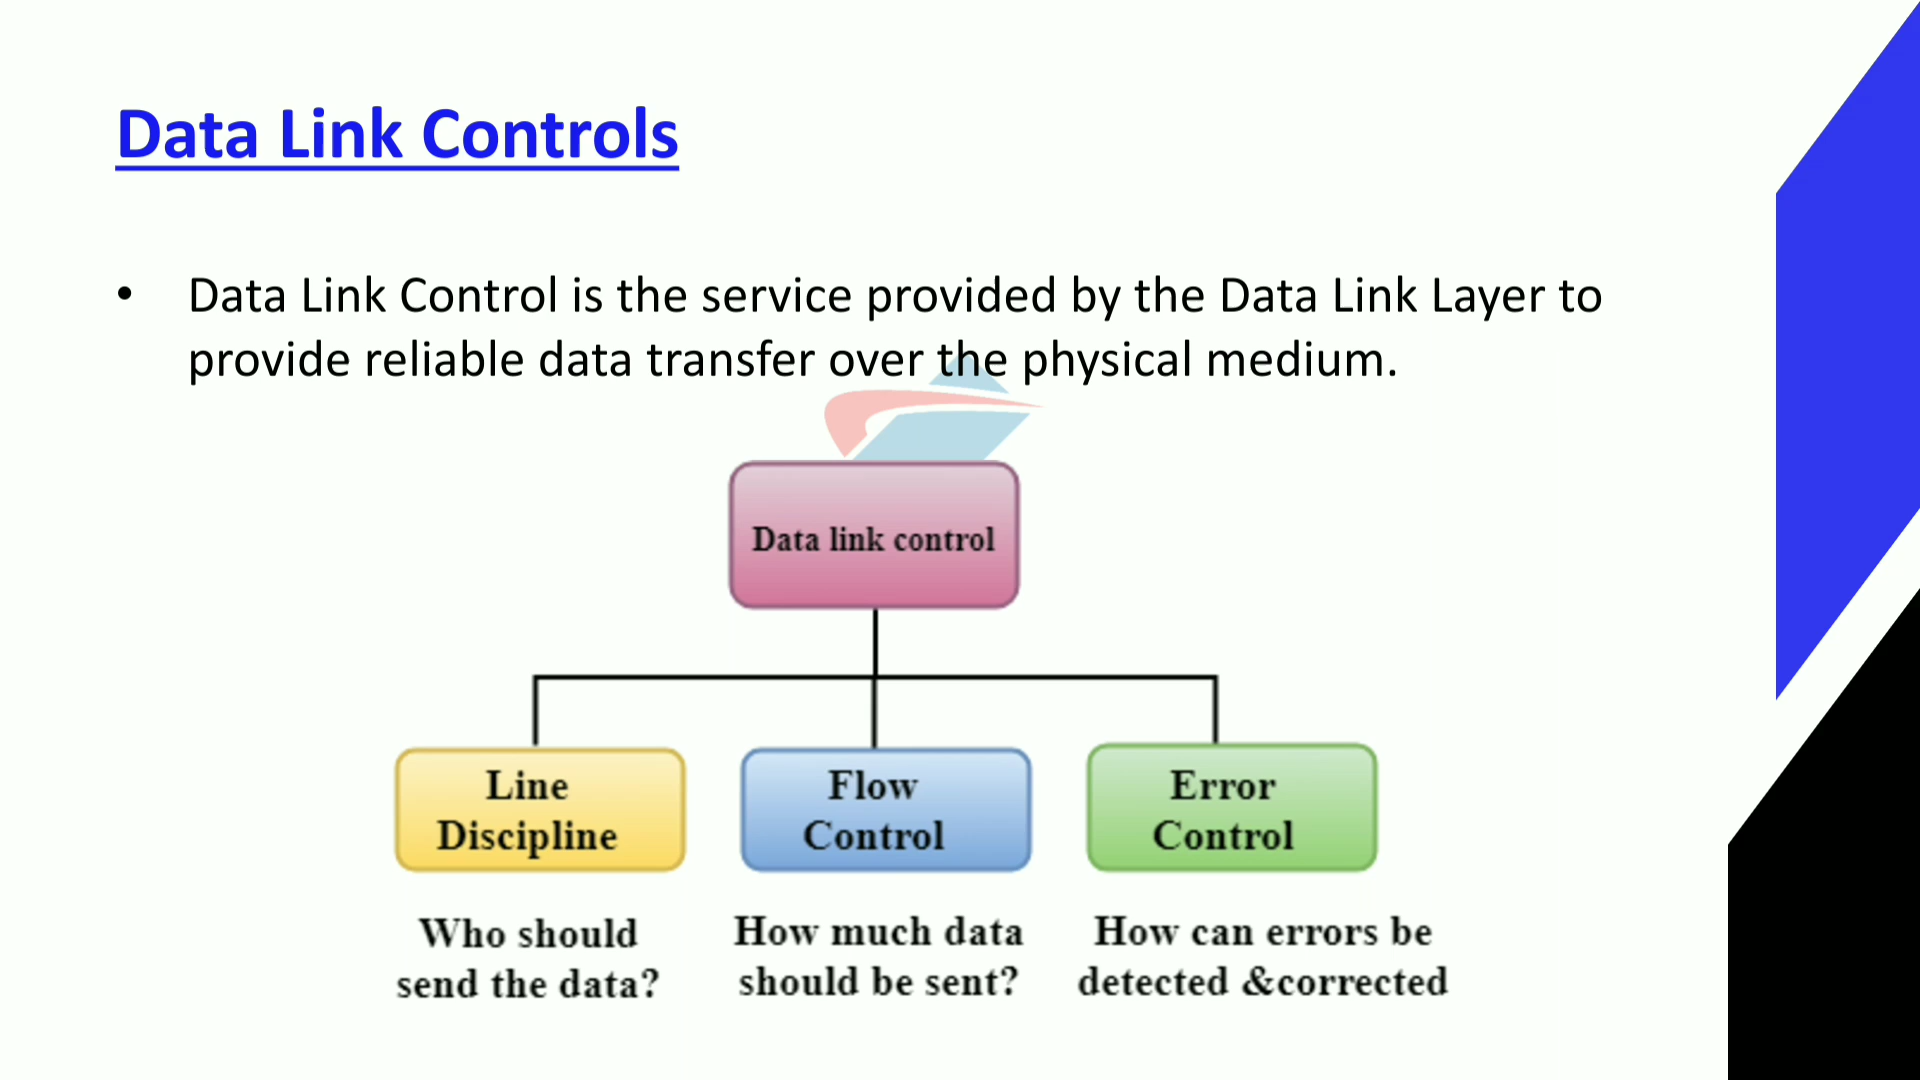 Data Link Controls
• Data Link Control is the service provided by the Data Link Layer to
provide reliable data transfer over the physical medium.
Data link control
Line
Discipline
Flow
Control
Error
Control
Who should
send the data?
How much data
should be sent?
How can errors be
detected &corrected